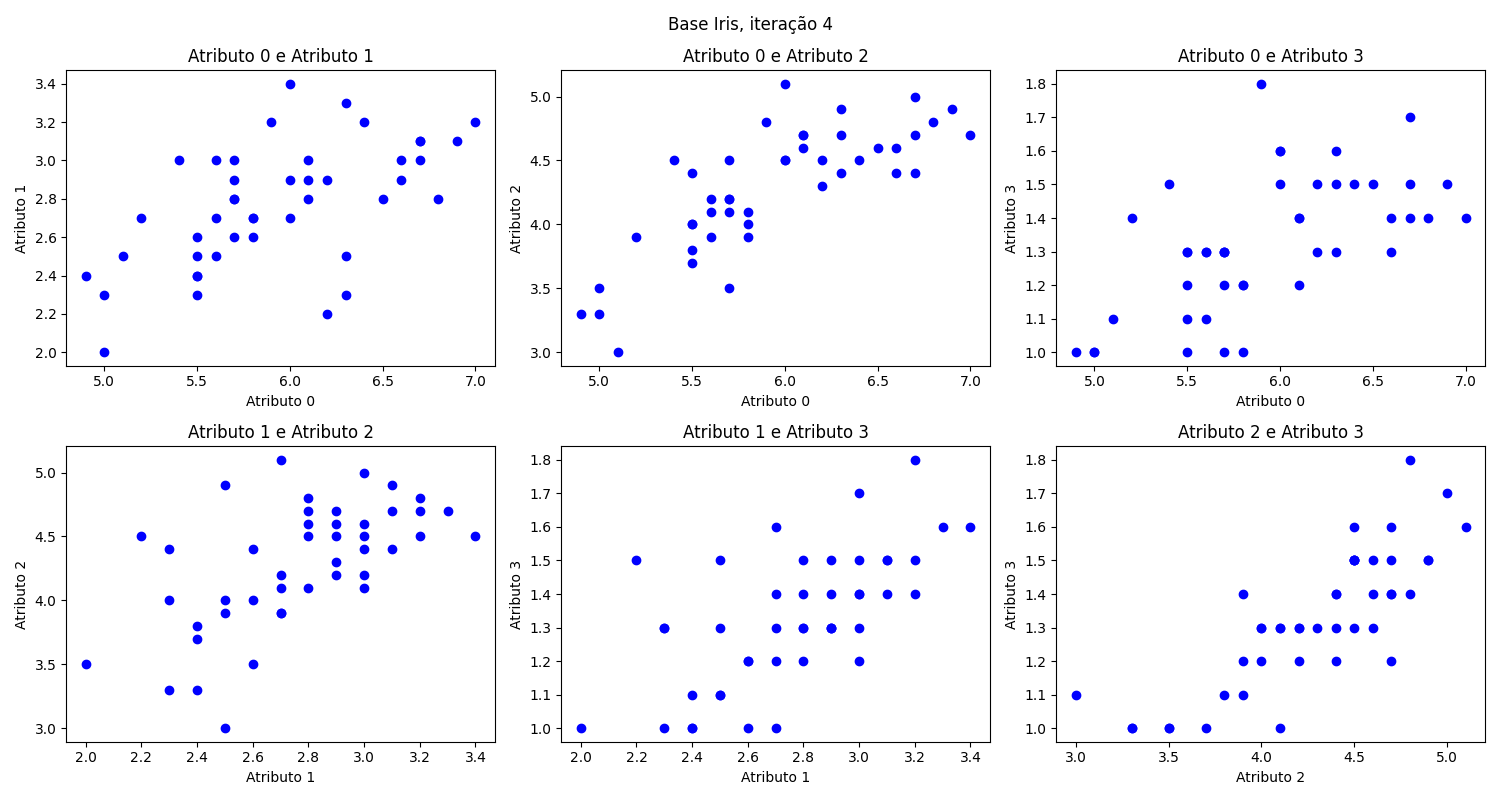 Base Iris, iteração 4
Atributo 0 e Atributo 1
3.4
3.2
3.0
2.8
2.6
2.4
2.2
2.0
Atributo 1
5.0 5.5 6.0 6.5 7.0
Atributo 0
Atributo 0 e Atributo 2
5.0
4.5
4.0
3.5
3.0
Atributo 2
5.0 5.5 6.0 6.5 7.0
Atributo 0
Atributo 0 e Atributo 3
1.8
1.7
1.6
1.5
1.4
1.3
1.2
1.1
1.0
Atributo 3
5.0 5.5 6.0 6.5 7.0
Atributo 0
Atributo 1 e Atributo 2
5.0
4.5
4.0
3.5
3.0
Atributo 2
2.0 2.2 2.4 2.6 2.8 3.0 3.2 3.4
Atributo 1
Atributo 1 e Atributo 3
1.8
1.7
1.6
1.5
1.4
1.3
1.2
1.1
1.0
Atributo 3
2.0 2.2 2.4 2.6 2.8 3.0 3.2 3.4
Atributo 1
Atributo 2 e Atributo 3
1.8
1.7
1.6
1.5
1.4
1.3
1.2
1.1
1.0
Atributo 3
3.0 3.5 4.0 4.5 5.0
Atributo 2